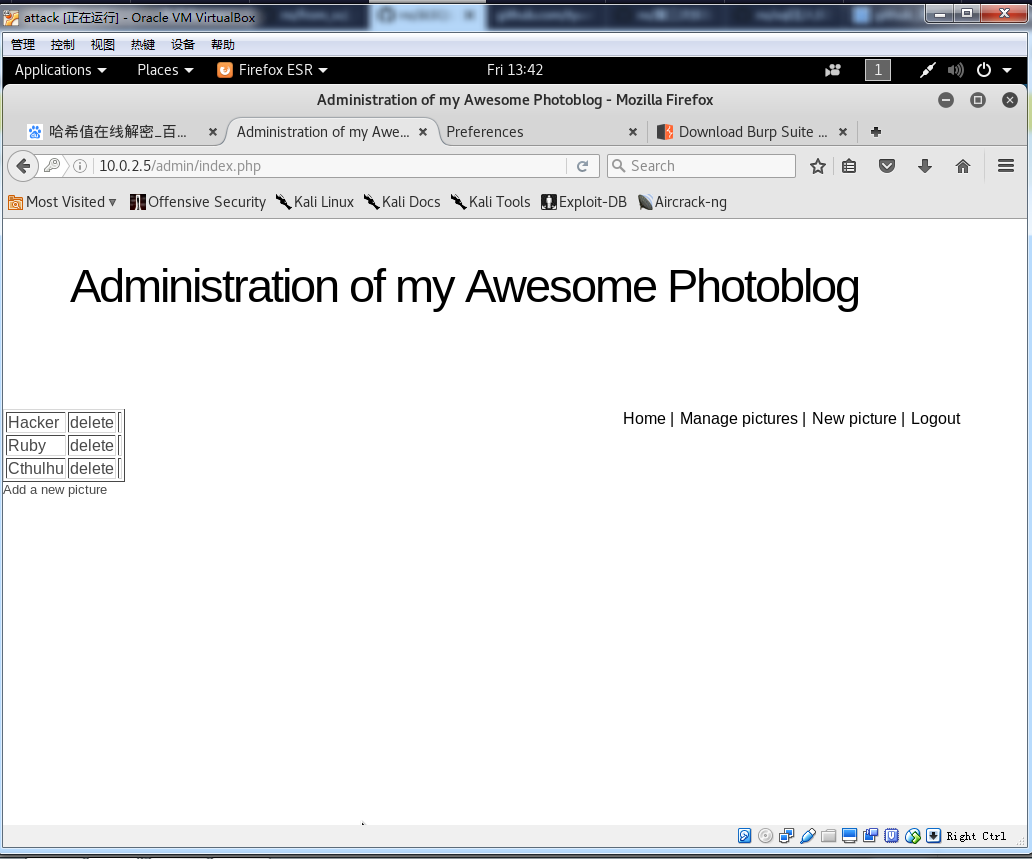 attack [正在运行] - Oracle VM VirtualBox
管理 控制 视图 热键 设备 帮助
Applications Places Firefox ESR Fri 13:42 1
Administration of my Awesome Photoblog - Mozilla Firefox
哈希值在线解密_百... Administration of my Awe... Preferences Download Burp Suite ...
10.0.2.5/admin/index.php Search
Most Visited Offensive Security Kali Linux Kali Docs Kali Tools Exploit-DB Aircrack-ng
Administration of my Awesome Photoblog
Home | Manage pictures | New picture | Logout
Hacker delete
Ruby delete
Cthulhu delete
Add a new picture
Right Ctrl